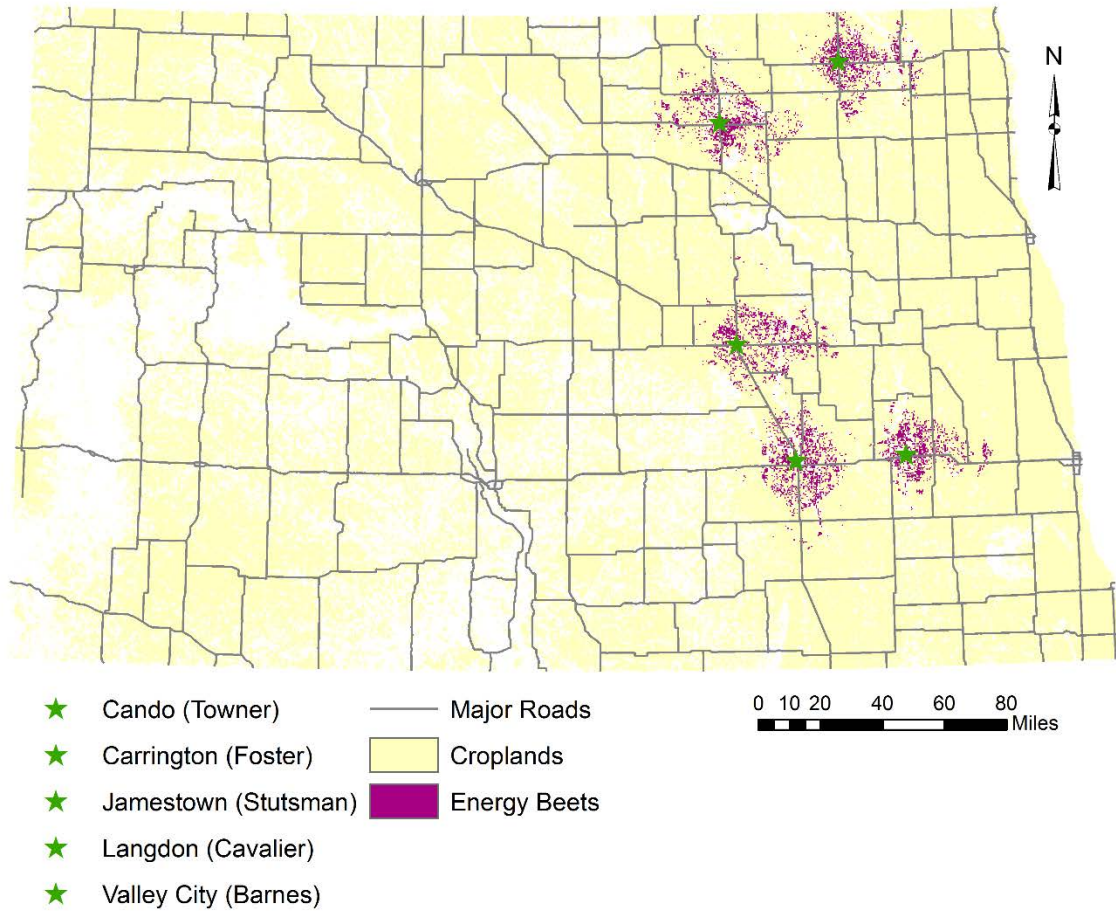 N
Cando (Towner)
Carrington (Foster)
Jamestown (Stutsman)
Langdon (Cavalier)
Valley City (Barnes)
Major Roads
Croplands
Energy Beets
0 10 20 40 60 80
Miles